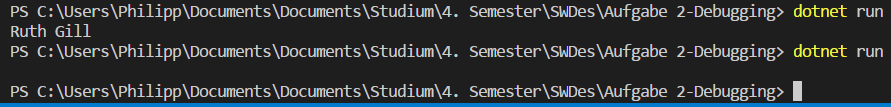 PS C:\Users\Philipp\Documents\Documents\Studium\4. Semester\SWDes\Aufgabe 2-Debugging> dotnet run
Ruth Gill
PS C:\Users\Philipp\Documents\Documents\Studium\4. Semester\SWDes\Aufgabe 2-Debugging> dotnet run
PS C:\Users\Philipp\Documents\Documents\Studium\4. Semester\SWDes\Aufgabe 2-Debugging>